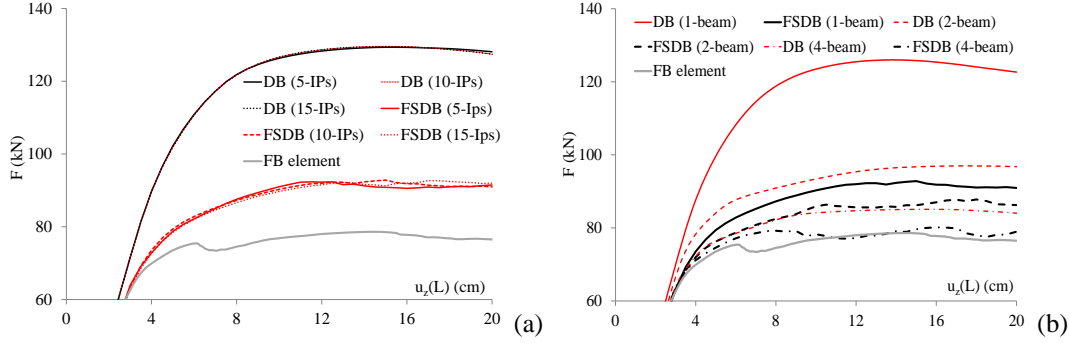 140
120
100
80
60
F (kN)
DB (5-IPs) DB (10-IPs)
DB (15-IPs) FSDB (5-Ips)
FSDB (10-IPs) FSDB (15-Ips)
FB element
u_z(L) (cm)
0 4 8 12 16 20
(a)
140
120
100
80
60
F (kN)
DB (1-beam) FSDB (1-beam) DB (2-beam)
FSDB (2-beam) DB (4-beam) FSDB (4-beam)
FB element
u_z(L) (cm)
0 4 8 12 16 20
(b)